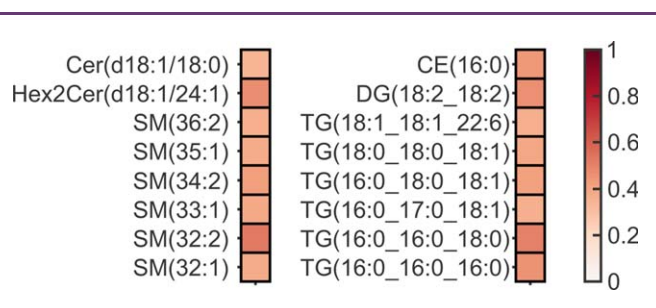 Cer(d18:1/18:0)
Hex2Cer(d18:1/24:1)
SM(36:2)
SM(35:1)
SM(34:2)
SM(33:1)
SM(32:2)
SM(32:1)
CE(16:0)
DG(18:2_18:2)
TG(18:1_18:1_22:6)
TG(18:0_18:0_18:1)
TG(16:0_18:0_18:1)
TG(16:0_17:0_18:1)
TG(16:0_16:0_18:0)
TG(16:0_16:0_16:0)
1
0.8
0.6
0.4
0.2
0